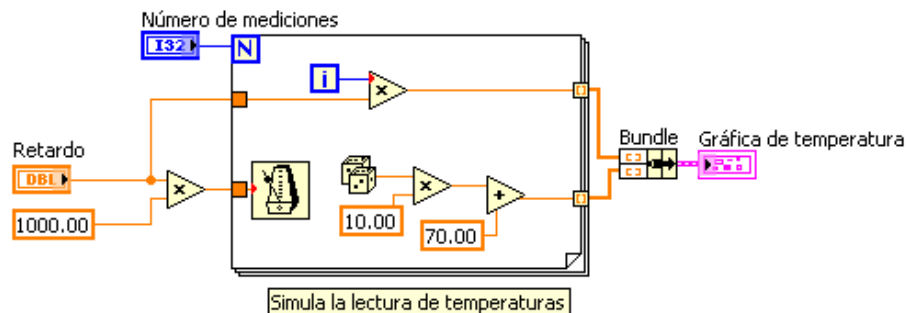 Número de mediciones
I32
N
i
Retardo
DBL
1000.00
10.00
70.00
Bundle
Gráfica de temperatura
Simula la lectura de temperaturas